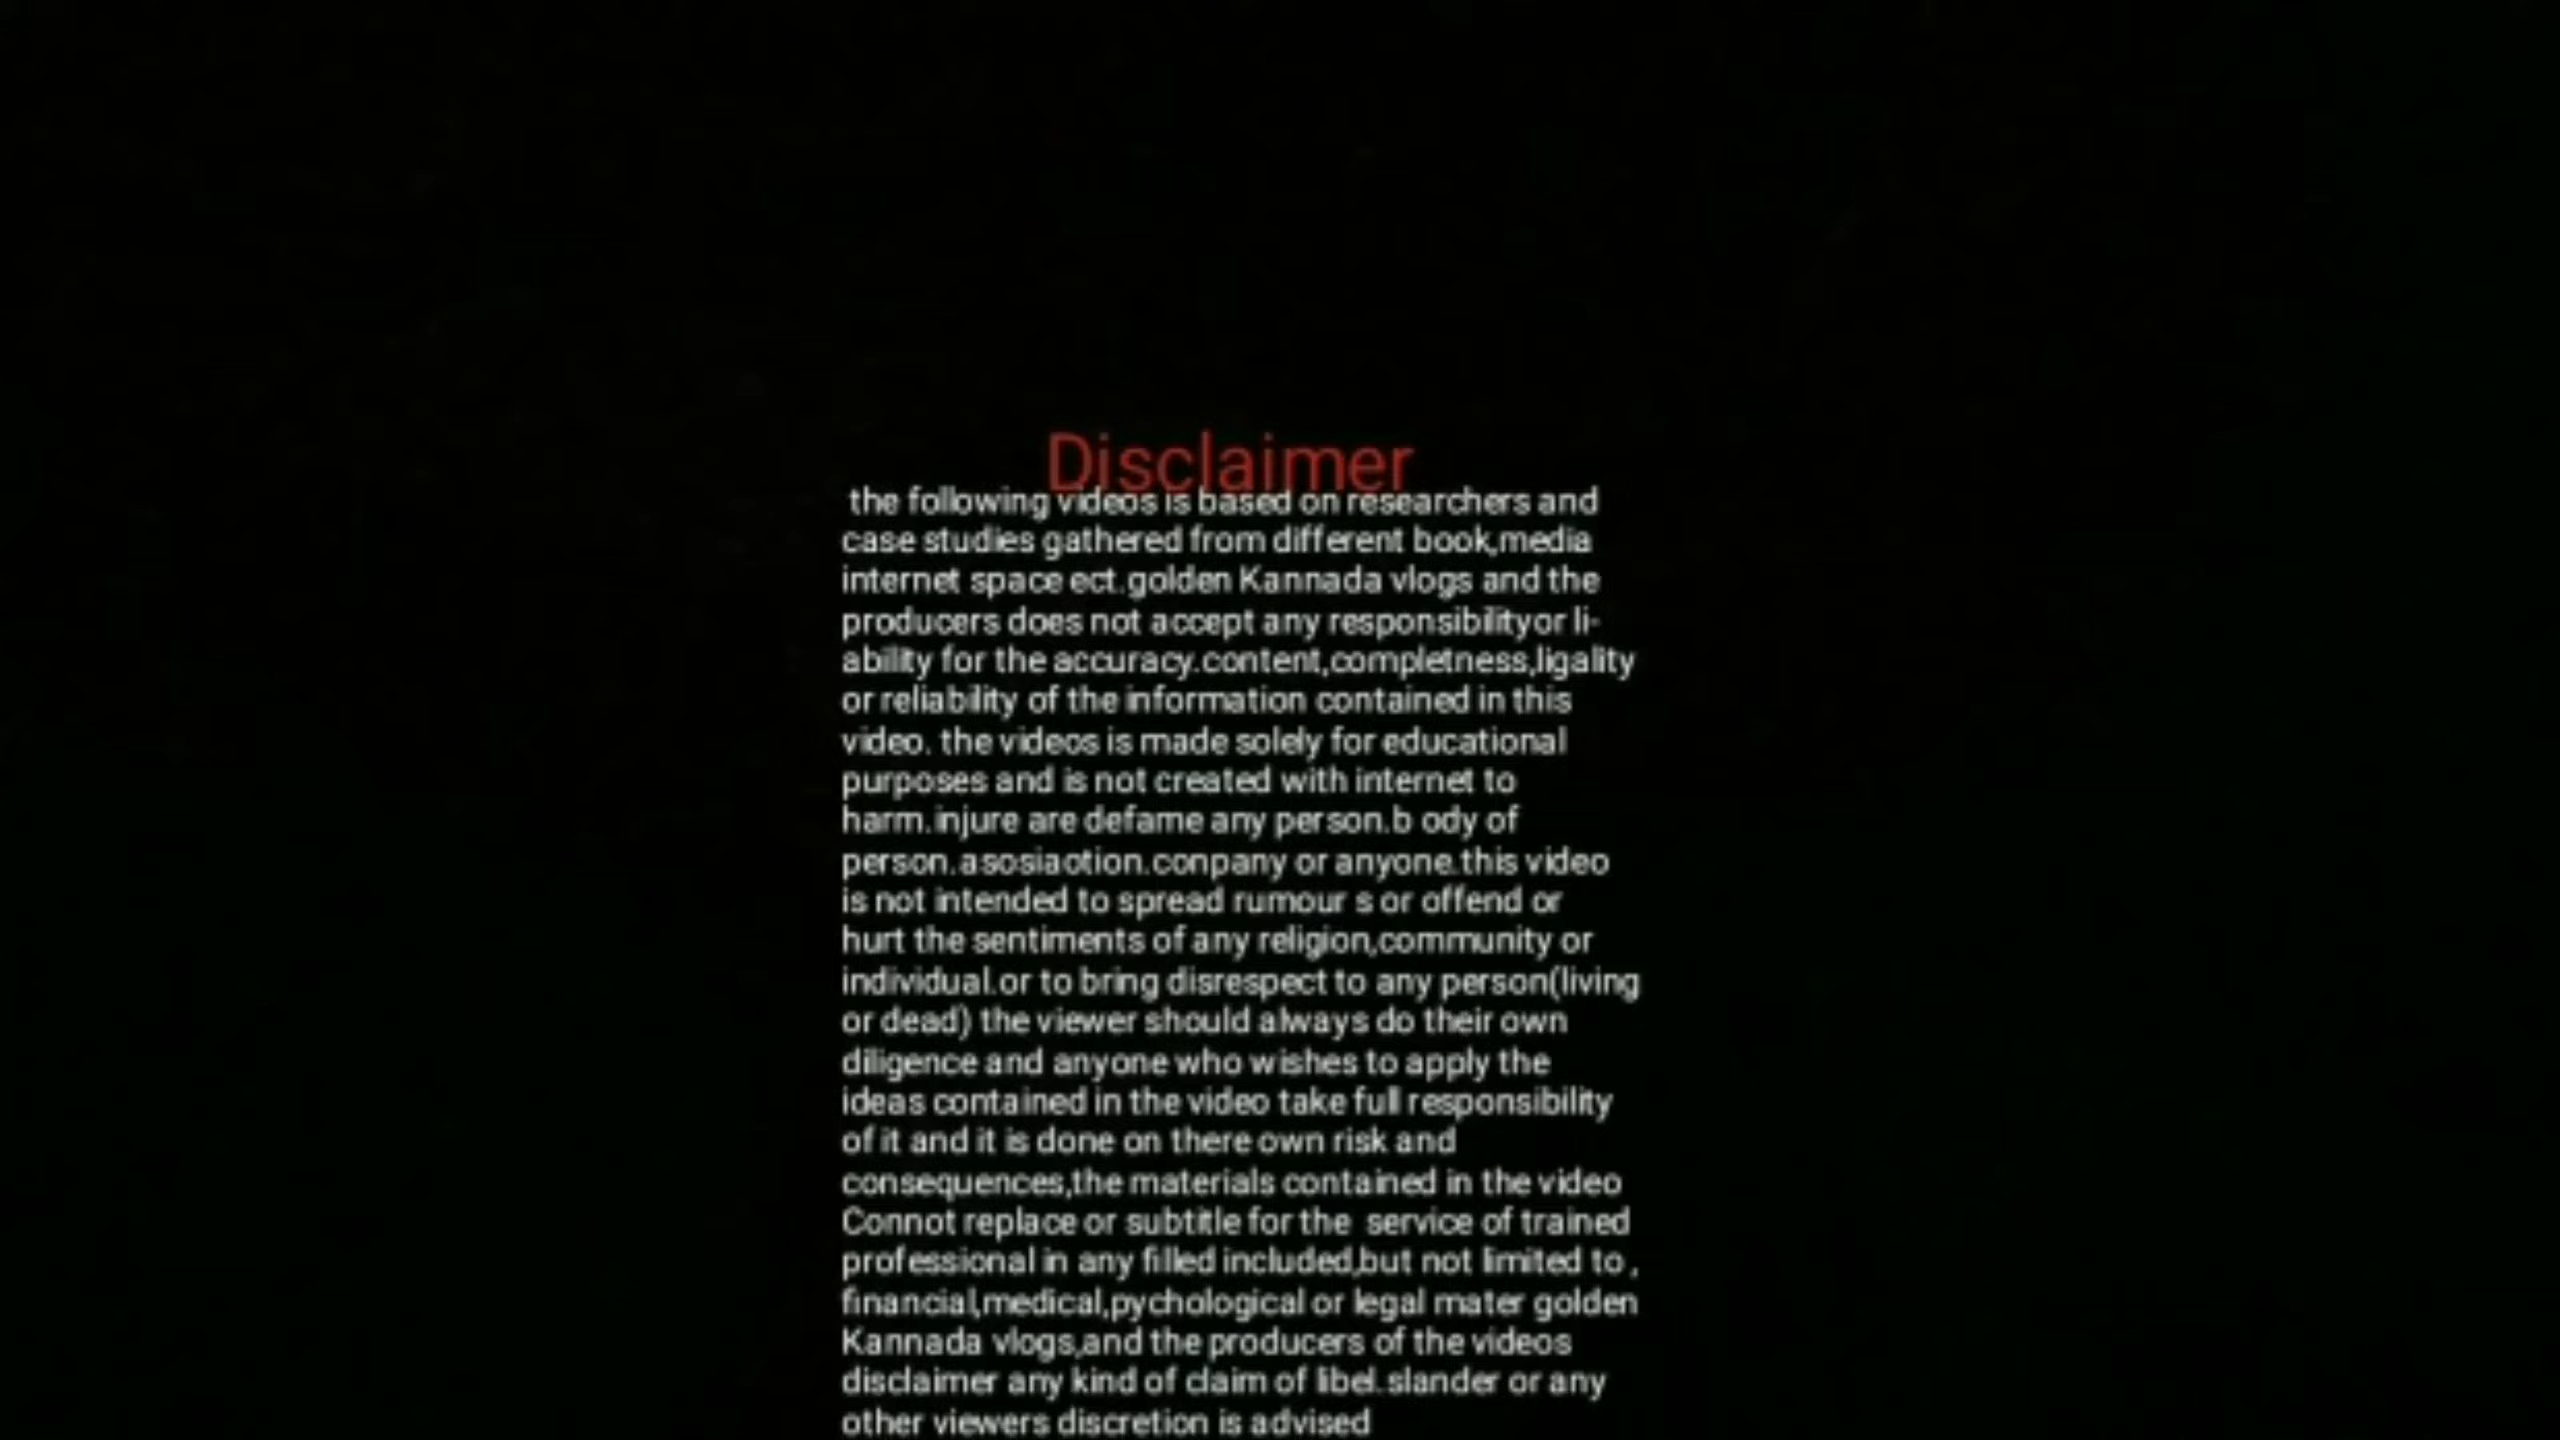 Disclaimer
the following videos is based on researchers and
case studies gathered from different book,media
internet space ect.golden Kannada vlogs and the
producers does not accept any responsibilityor li-
ability for the accuracy.content,completness,ligality
or reliability of the information contained in this
video. the videos is made solely for educational
purposes and is not created with internet to
harm.injure are defame any person.b ody of
person.asosiaotion.conpany or anyone.this video
is not intended to spread rumour s or offend or
hurt the sentiments of any religion,community or
individual.or to bring disrespect to any person(living
or dead) the viewer should always do their own
diligence and anyone who wishes to apply the
ideas contained in the video take full responsibility
of it and it is done on there own risk and
consequences,the materials contained in the video
Connot replace or subtitle for the  service of trained
professional in any filled included,but not limited to ,
financial,medical,pychological or legal mater golden
Kannada vlogs,and the producers of the videos
disclaimer any kind of claim of libel.slander or any
other viewers discretion is advised